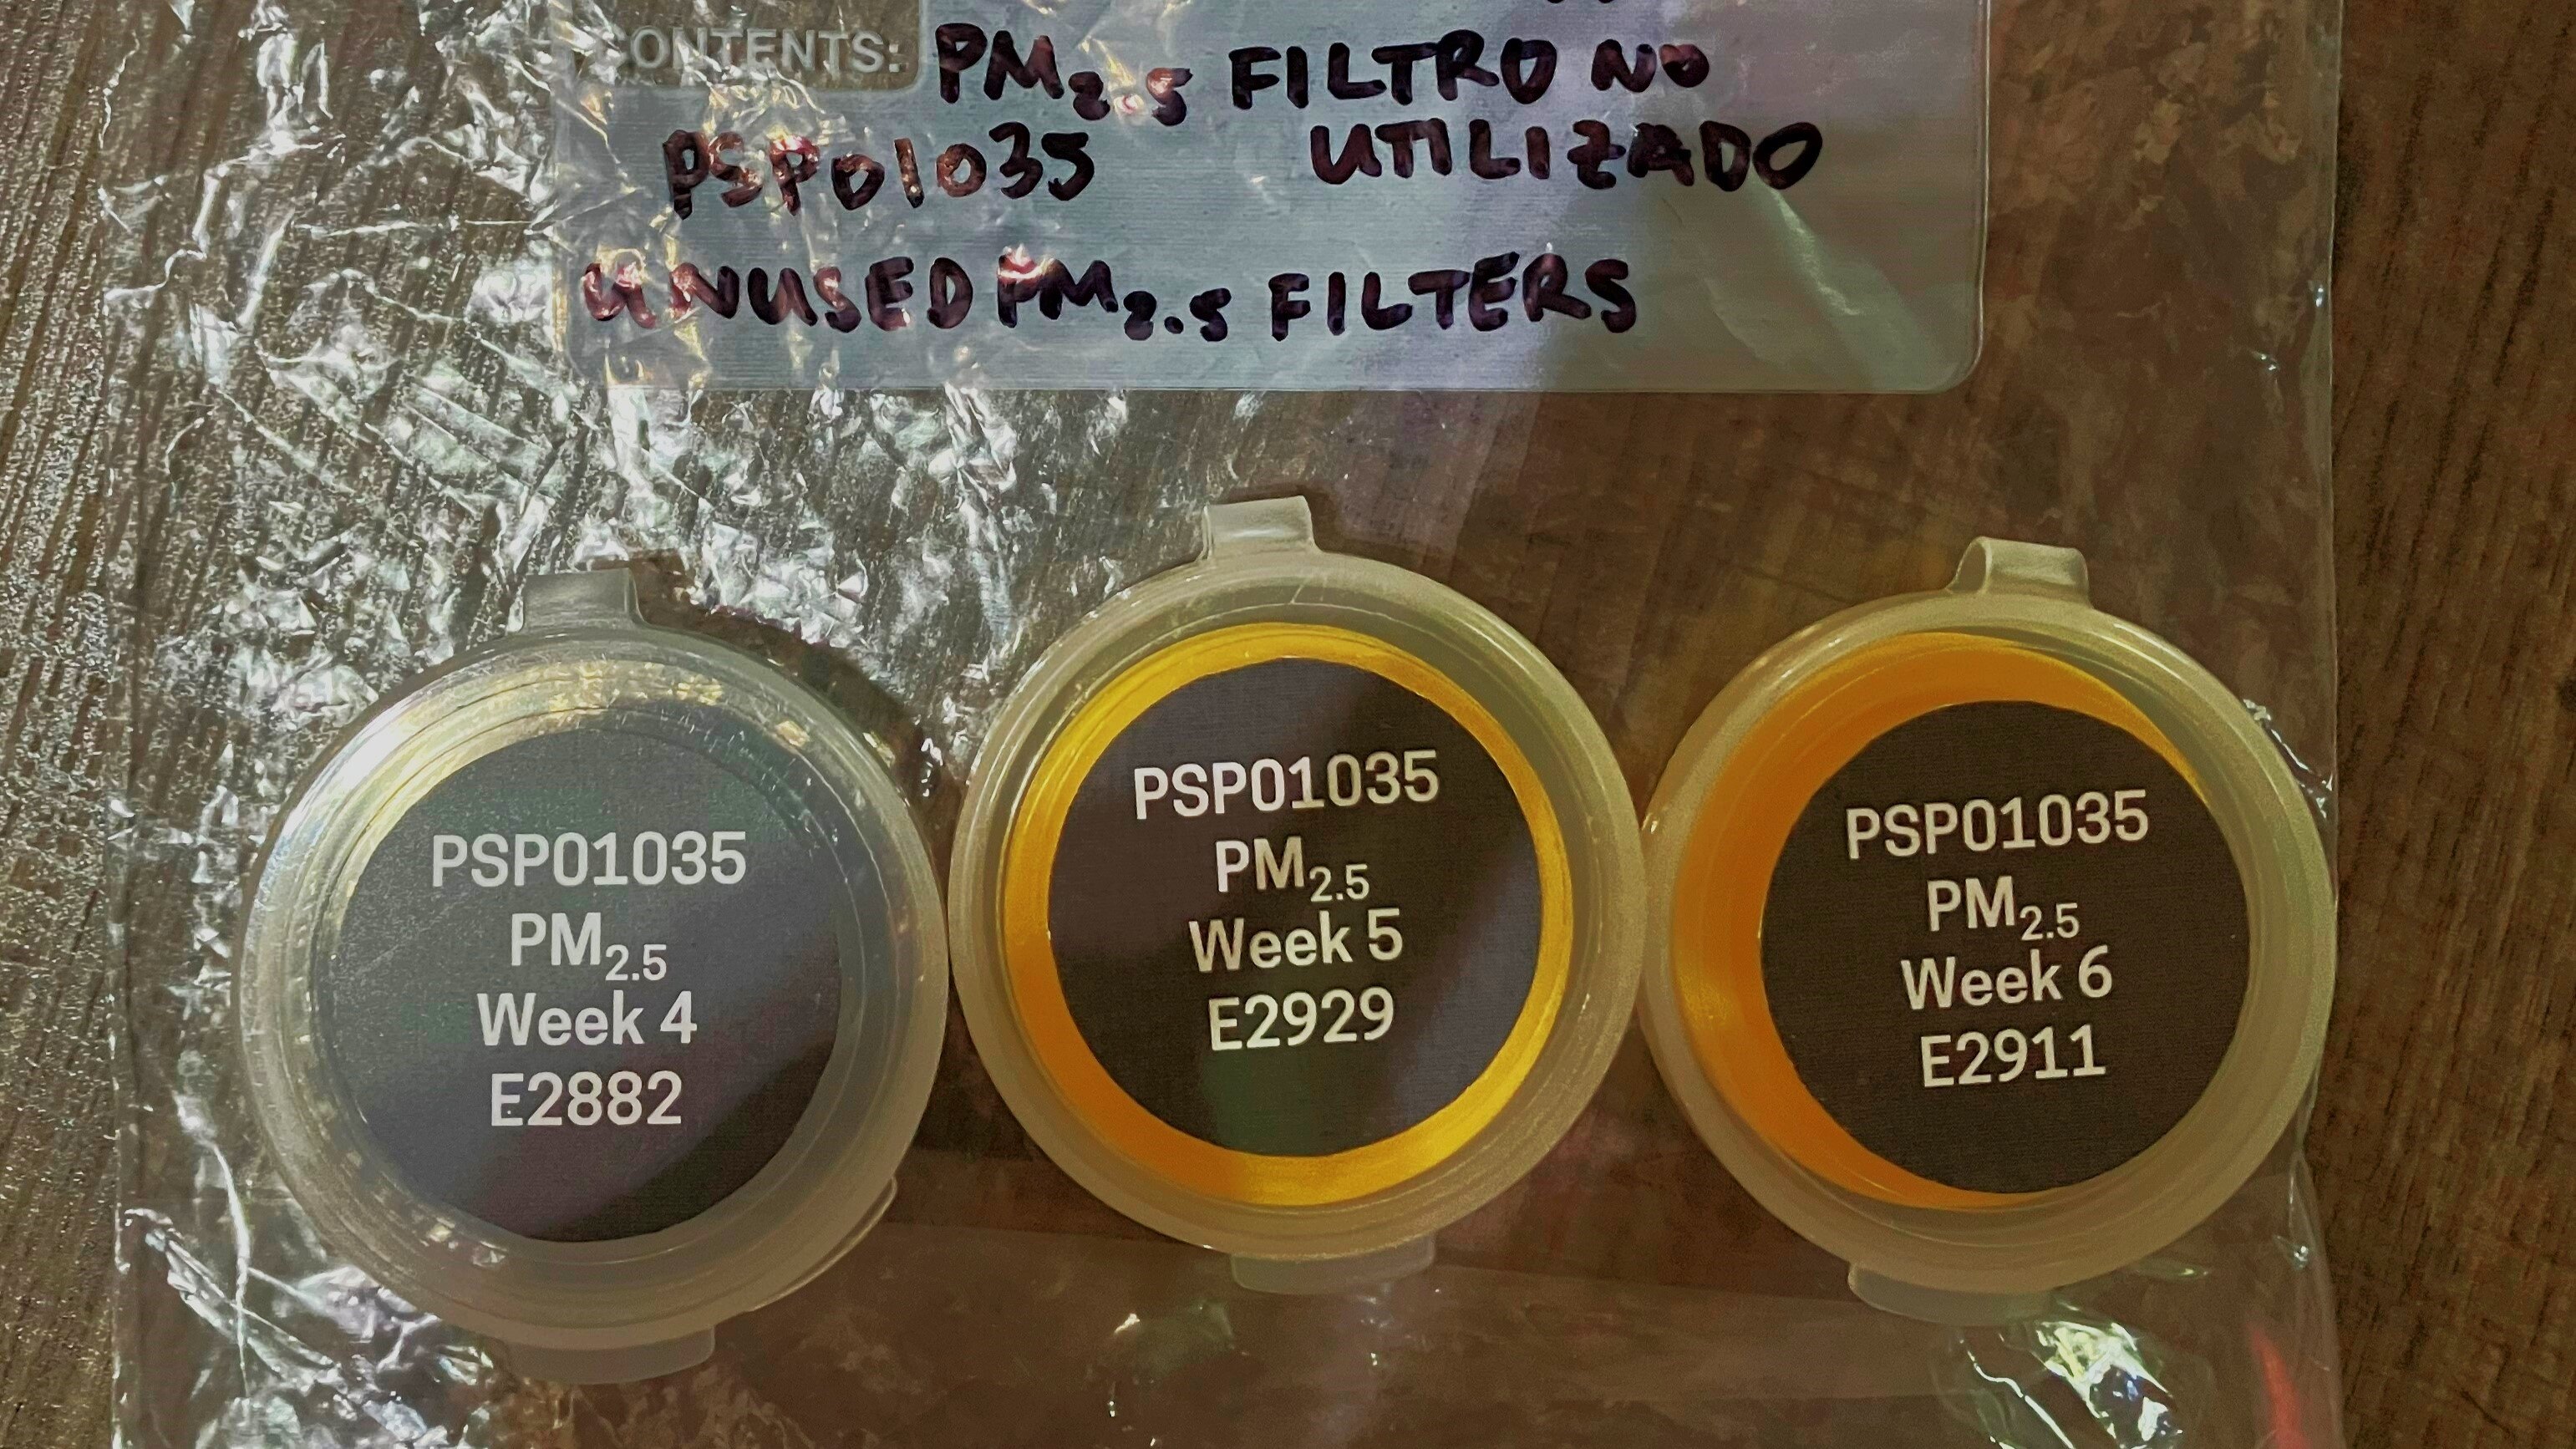 CONTENTS: PM2.5 FILTRO NO
PSP01035 UTILIZADO
UNUSED PM2.5 FILTERS
PSP01035
PM2.5
Week 4
E2882
PSP01035
PM2.5
Week 5
E2929
PSP01035
PM2.5
Week 6
E2911